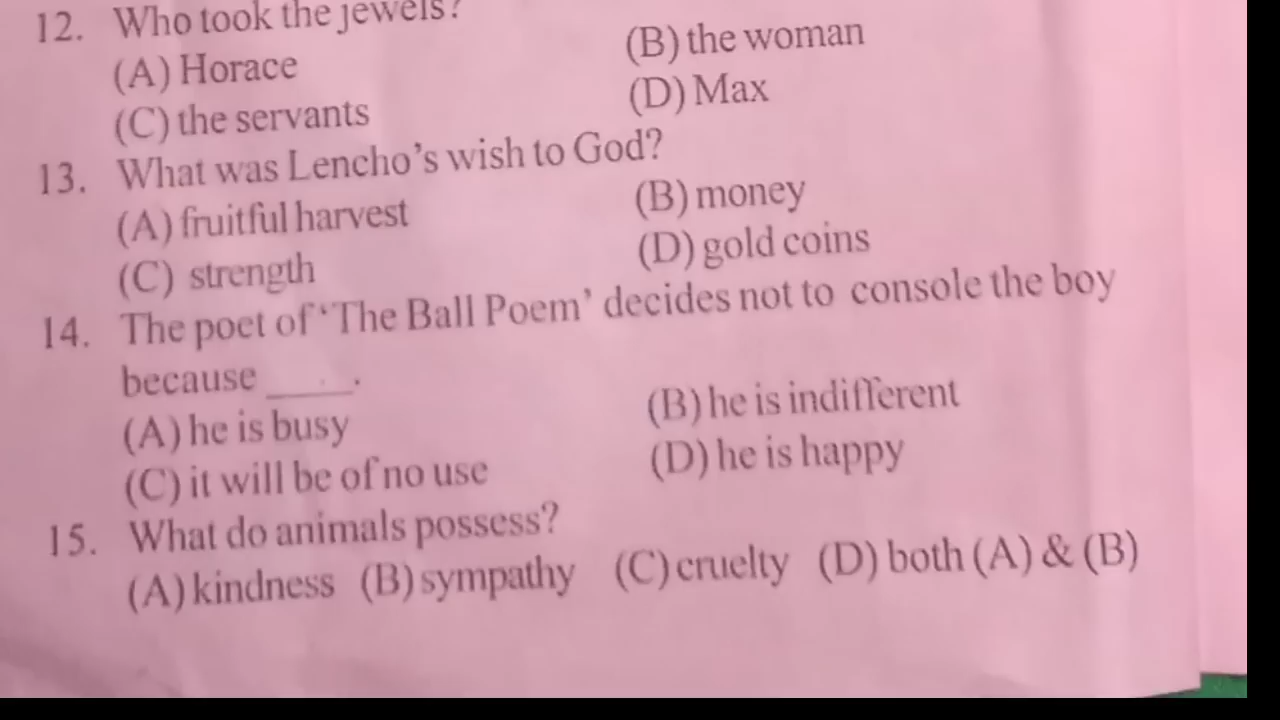 12. Who took the jewels?
(A) Horace (B) the woman
(C) the servants (D) Max
13. What was Lencho's wish to God?
(A) fruitful harvest (B) money
(C) strength (D) gold coins
14. The poet of 'The Ball Poem' decides not to console the boy
because ____.
(A) he is busy (B) he is indifferent
(C) it will be of no use (D) he is happy
15. What do animals possess?
(A) kindness (B) sympathy (C) cruelty (D) both (A) & (B)